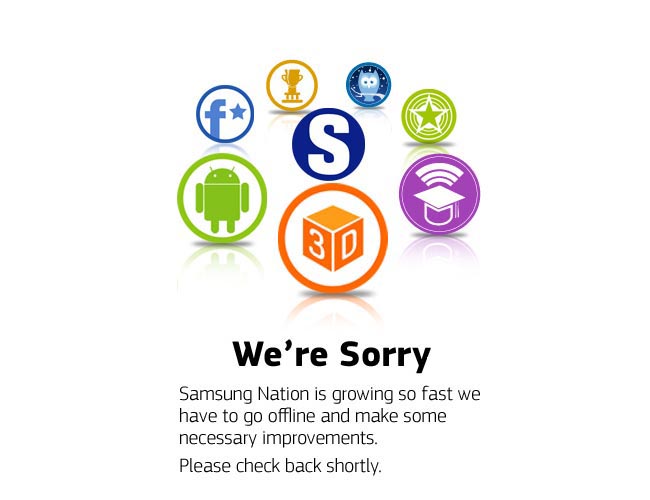 f
S
3D
We're Sorry
Samsung Nation is growing so fast we
have to go offline and make some
necessary improvements.
Please check back shortly.